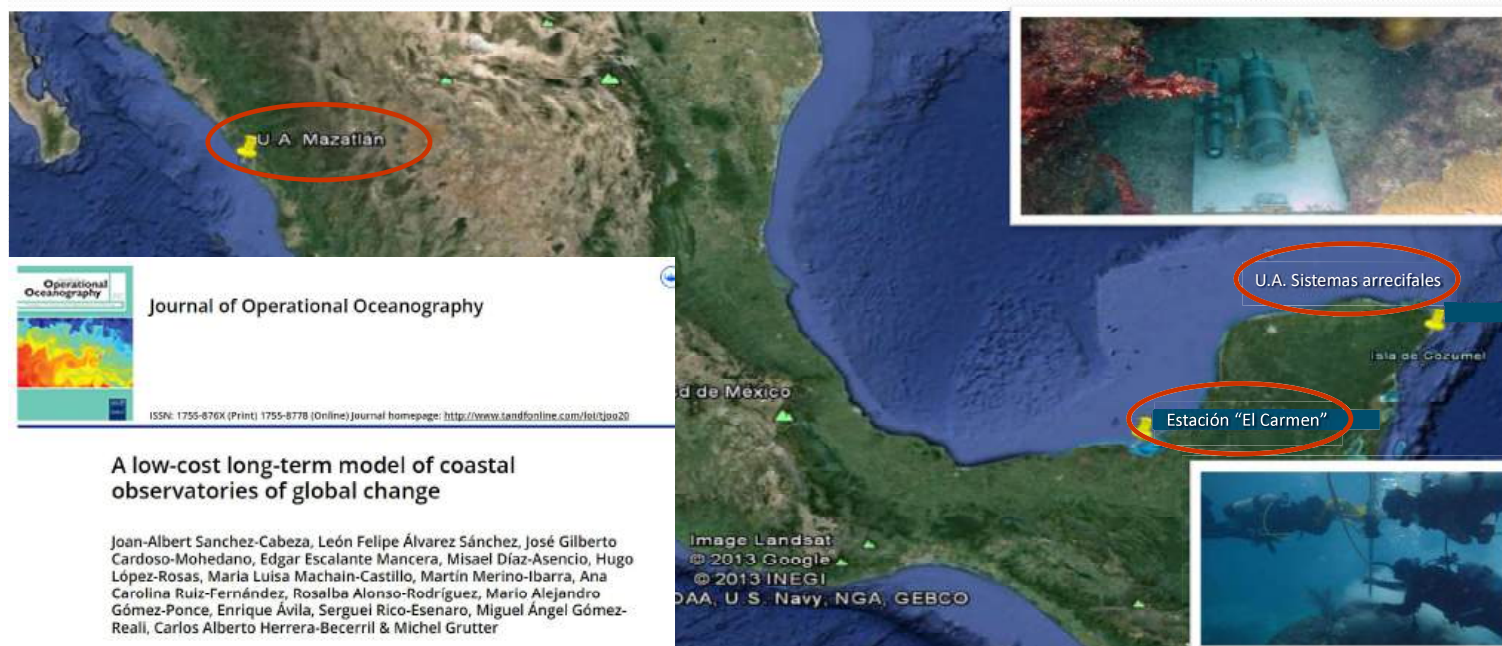 U.A Mazatlán
U.A. Sistemas arrecifales
Isla de Cozumel
d de México
Estación “El Carmen”
Image Landsat
© 2013 Google
© 2013 INEGI
DAA, U.S. Navy, NGA, GEBCO
Operational
Oceanography
Journal of Operational Oceanography
ISSN: 1755-876X (Print) 1755-8778 (Online) Journal homepage: http://www.tandfonline.com/loi/tjoo20
A low-cost long-term model of coastal
observatories of global change
Joan-Albert Sanchez-Cabeza, León Felipe Álvarez Sánchez, José Gilberto
Cardoso-Mohedano, Edgar Escalante Mancera, Misael Díaz-Asencio, Hugo
López-Rosas, Maria Luisa Machain-Castillo, Martín Merino-Ibarra, Ana
Carolina Ruiz-Fernández, Rosalba Alonso-Rodríguez, Mario Alejandro
Gómez-Ponce, Enrique Ávila, Serguei Rico-Esenaro, Miguel Ángel Gómez-
Reali, Carlos Alberto Herrera-Becerril & Michel Grutter